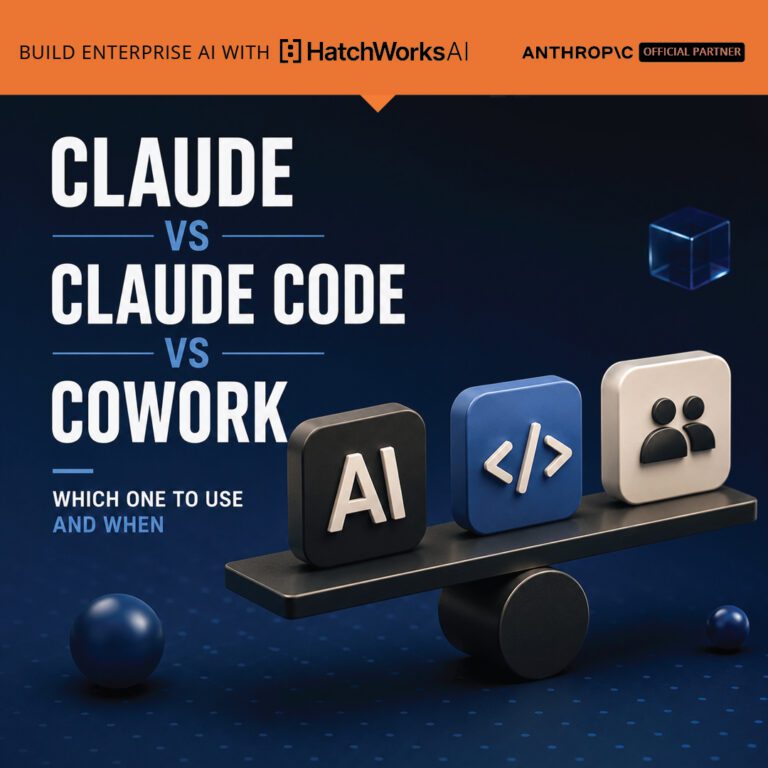 BUILD ENTERPRISE AI WITH HatchWorksAI
ANTHROP\C OFFICIAL PARTNER
CLAUDE
VS
CLAUDE CODE
VS
COWORK
WHICH ONE TO USE
AND WHEN
AI
</>